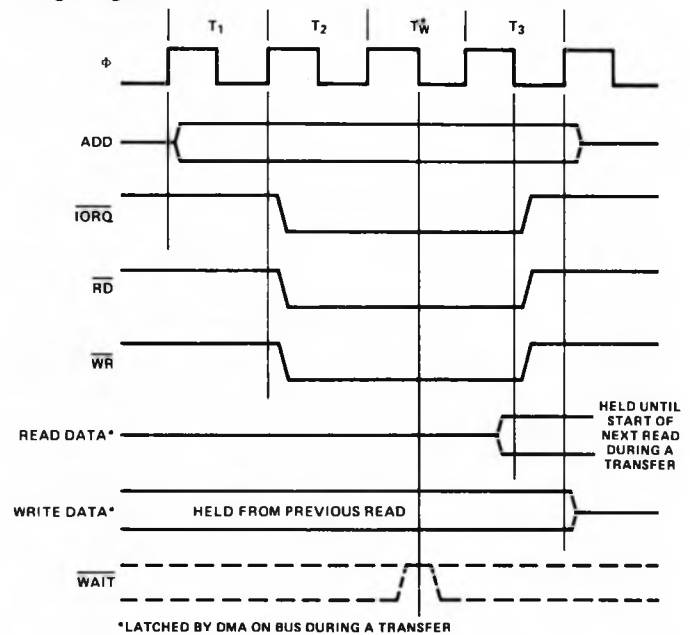 T1 T2 T*W T3
Φ
ADD
IORQ
RD
WR
READ DATA*
HELD UNTIL
START OF
NEXT READ
DURING A
TRANSFER
WRITE DATA*
HELD FROM PREVIOUS READ
WAIT
*LATCHED BY DMA ON BUS DURING A TRANSFER